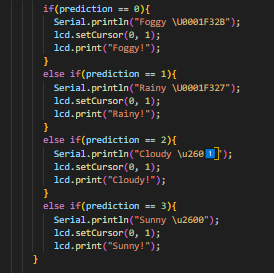 if(prediction == 0){
Serial.println("Foggy \U0001F32B");
lcd.setCursor(0, 1);
lcd.print("Foggy!");
}
else if(prediction == 1){
Serial.println("Rainy \U0001F327");
lcd.setCursor(0, 1);
lcd.print("Rainy!");
}
else if(prediction == 2){
Serial.println("Cloudy \u260 ");
lcd.setCursor(0, 1);
lcd.print("Cloudy!");
}
else if(prediction == 3){
Serial.println("Sunny \u2600");
lcd.setCursor(0, 1);
lcd.print("Sunny!");
}
}